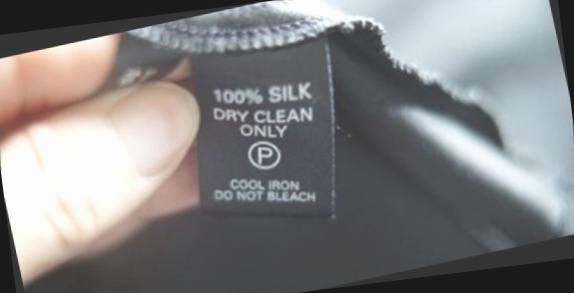 100% SILK
DRY CLEAN
ONLY
P
COOL IRON
DO NOT BLEACH